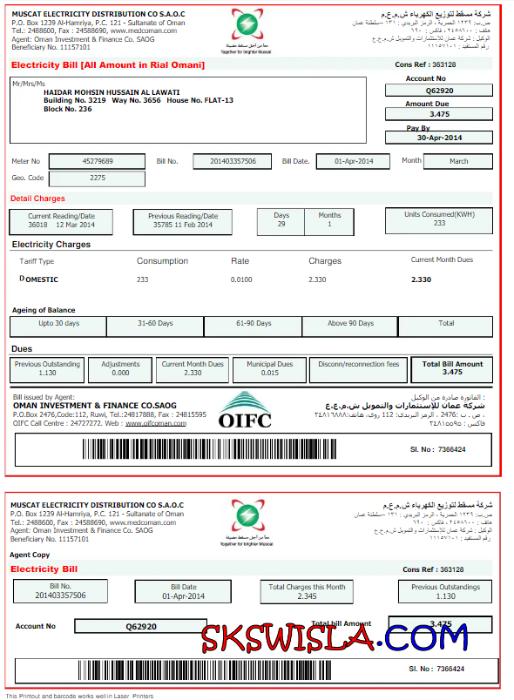 MUSCAT ELECTRICITY DISTRIBUTION CO S.A.O.C
P.O. Box 1239 Al-Hamriya, P.C. 121 - Sultanate of Oman
Tel.: 2488600, Fax : 24588690, www.medcoman.com
Agent: Oman Investment & Finance Co. SAOG
Beneficiary No. 11157101
Together for brighter Muscat
شركة مسقط لتوزيع الكهرباء ش.م.ع.م
Electricity Bill [All Amount in Rial Omani]
Cons Ref : 363128
Mr/Mrs/Ms
HAIDAR MOHSIN HUSSAIN AL LAWATI
Building No. 3219 Way No. 3656 House No. FLAT-13
Block No. 236
Account No
Q62920
Amount Due
3.475
Pay By
30-Apr-2014
Meter No 45279689 Bill No. 201403357506 Bill Date. 01-Apr-2014 Month March
Geo. Code 2275
Detail Charges
Current Reading/Date Previous Reading/Date Days Months Units Consumed(KWH)
36018 12 Mar 2014 35785 11 Feb 2014 29 1 233
Electricity Charges
Tariff Type Consumption Rate Charges Current Month Dues
DOMESTIC 233 0.0100 2.330 2.330
Ageing of Balance
Upto 30 days 31-60 Days 61-90 Days Above 90 Days Total
Dues
Previous Outstanding Adjustments Current Month Dues Municipal Dues Disconn/reconnection fees Total Bill Amount
1.130 0.000 2.330 0.015 3.475
Bill issued by Agent:
OMAN INVESTMENT & FINANCE CO.SAOG
P.O.Box 2476,Code:112, Ruwi, Tel.:24817888, Fax : 24815595
OIFC Call Centre : 24727272, Web : www.oifcoman.com
OIFC
الفاتورة صادرة من الوكيل :
شركة عمان للإستثمارات والتمويل ش.م.ع.ع
Sl. No : 7366424
MUSCAT ELECTRICITY DISTRIBUTION CO S.A.O.C
P.O. Box 1239 Al-Hamriya, P.C. 121 - Sultanate of Oman
Tel.: 2488600, Fax : 24588690, www.medcoman.com
Agent: Oman Investment & Finance Co. SAOG
Beneficiary No. 11157101
Together for brighter Muscat
شركة مسقط لتوزيع الكهرباء ش.م.ع.م
Agent Copy
Electricity Bill
Cons Ref : 363128
Bill No. Bill Date Total Charges this Month Previous Outstandings
201403357506 01-Apr-2014 2.345 1.130
Account No Q62920 Total bill Amount 3.475
SKSWISLA.COM
Sl. No : 7366424
This Printout and barcode works well in Laser Printers